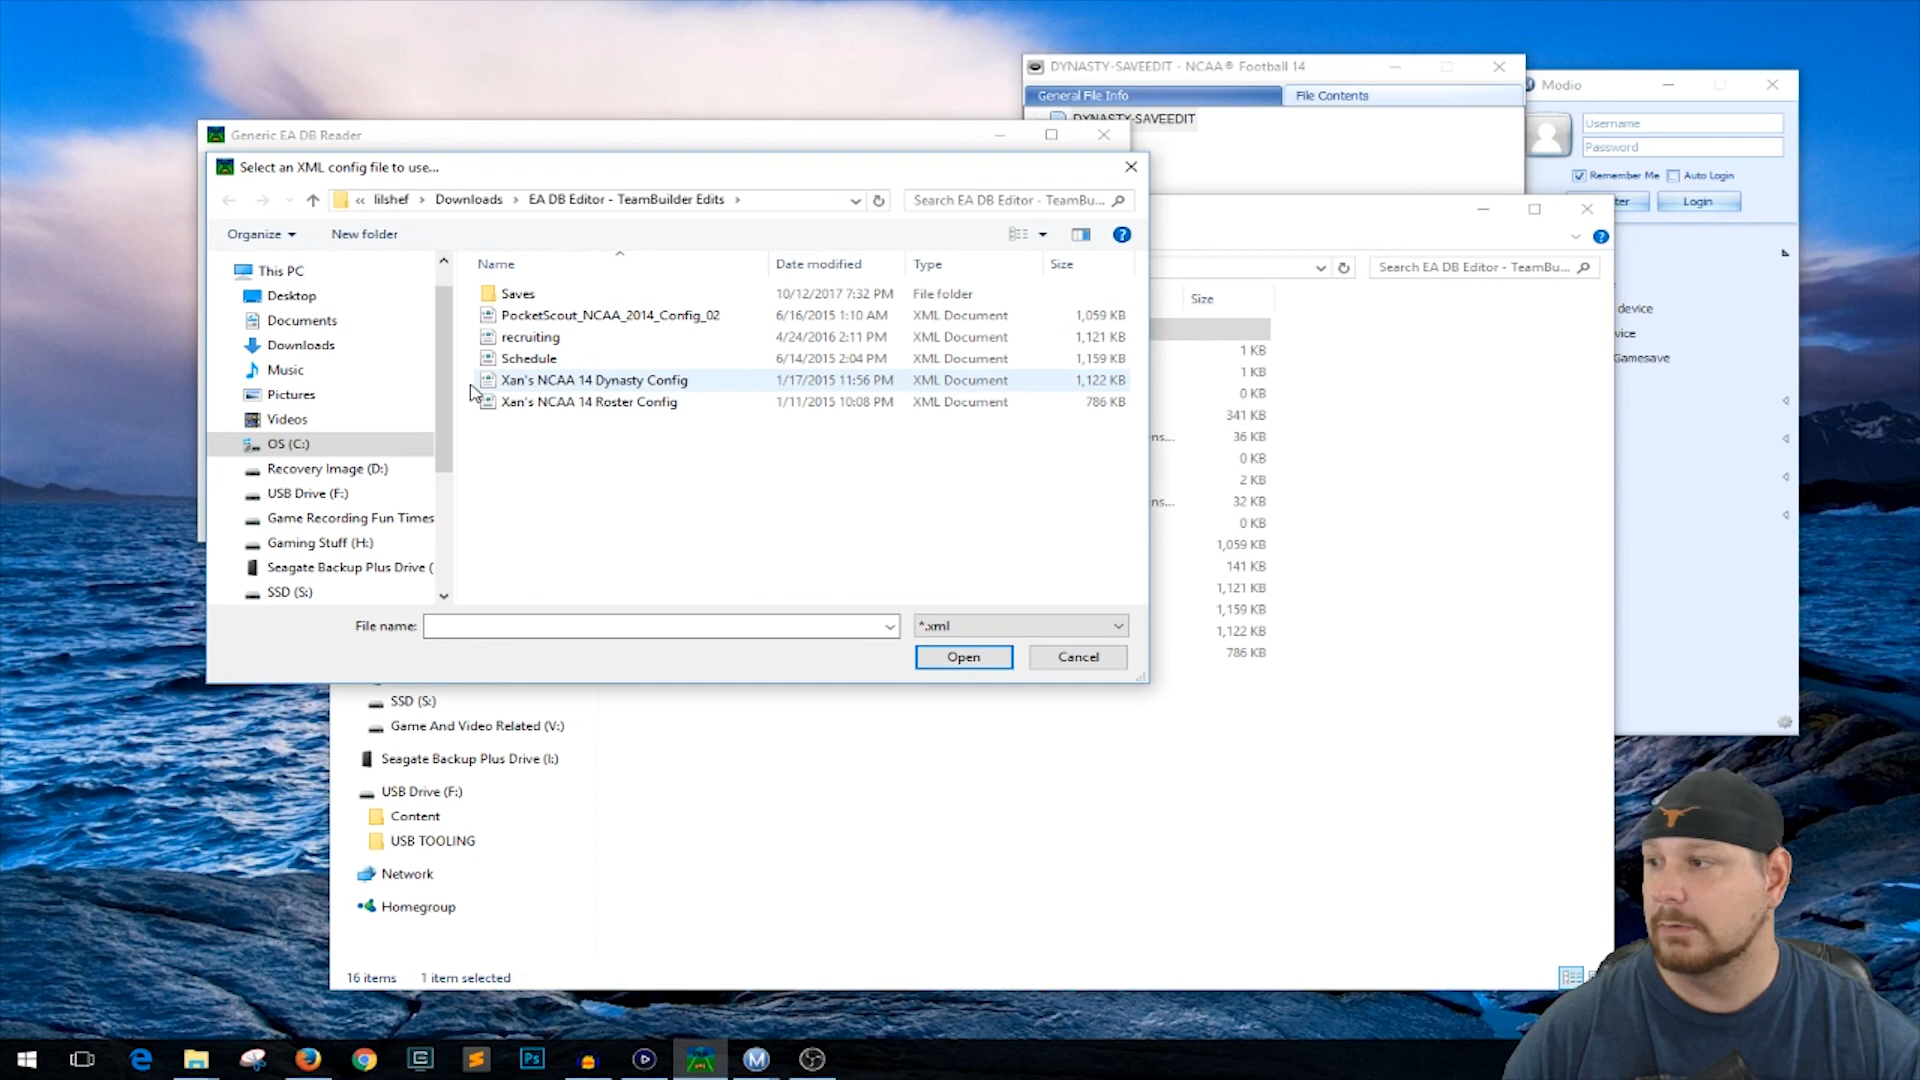 DYNASTY-SAVEEDIT - NCAA® Football 14
General File Info
File Contents
DYNASTY-SAVEEDIT
Modio
Username
Password
Remember Me
Auto Login
Login
device
Gamesave
Generic EA DB Reader
Select an XML config file to use...
« lilshef > Downloads > EA DB Editor - TeamBuilder Edits >
Search EA DB Editor - TeamBu...
Organize
New folder
This PC
Desktop
Documents
Downloads
Music
Pictures
Videos
OS (C:)
Recovery Image (D:)
USB Drive (F:)
Game Recording Fun Times
Gaming Stuff (H:)
Seagate Backup Plus Drive (
SSD (S:)
Name Date modified Type Size
Saves 10/12/2017 7:32 PM File folder
PocketScout_NCAA_2014_Config_02 6/16/2015 1:10 AM XML Document 1,059 KB
recruiting 4/24/2016 2:11 PM XML Document 1,121 KB
Schedule 6/14/2015 2:04 PM XML Document 1,159 KB
Xan's NCAA 14 Dynasty Config 1/17/2015 11:56 PM XML Document 1,122 KB
Xan's NCAA 14 Roster Config 1/11/2015 10:08 PM XML Document 786 KB
File name:
*.xml
Open
Cancel
Search EA DB Editor - TeamBu...
Size
1 KB
1 KB
0 KB
341 KB
ns... 36 KB
0 KB
2 KB
ns... 32 KB
0 KB
1,059 KB
141 KB
1,121 KB
1,159 KB
1,122 KB
786 KB
SSD (S:)
Game And Video Related (V:)
Seagate Backup Plus Drive (I:)
USB Drive (F:)
Content
USB TOOLING
Network
Homegroup
16 items 1 item selected
Ps